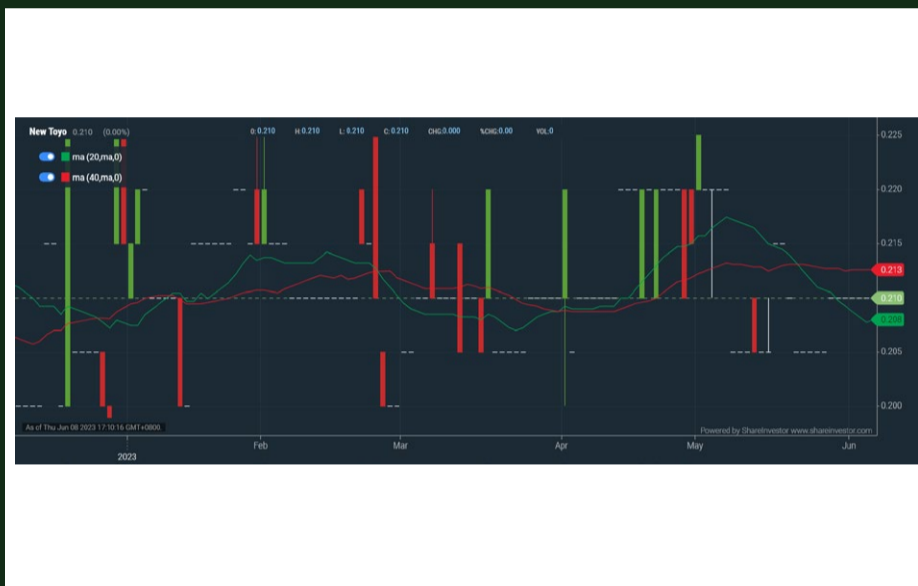 New Toyo 0.210 (0.00%) O: 0.210 H: 0.210 L: 0.210 C: 0.210 CHG:0.000 %CHG:0.00 VOL:0
ma (20,ma,0)
ma (40,ma,0)
0.225
0.220
0.215
0.213
0.210
0.208
0.205
0.200
As of Thu Jun 08 2023 17:10:16 GMT+0800
Powered by ShareInvestor www.shareinvestor.com
Feb Mar Apr May Jun
2023